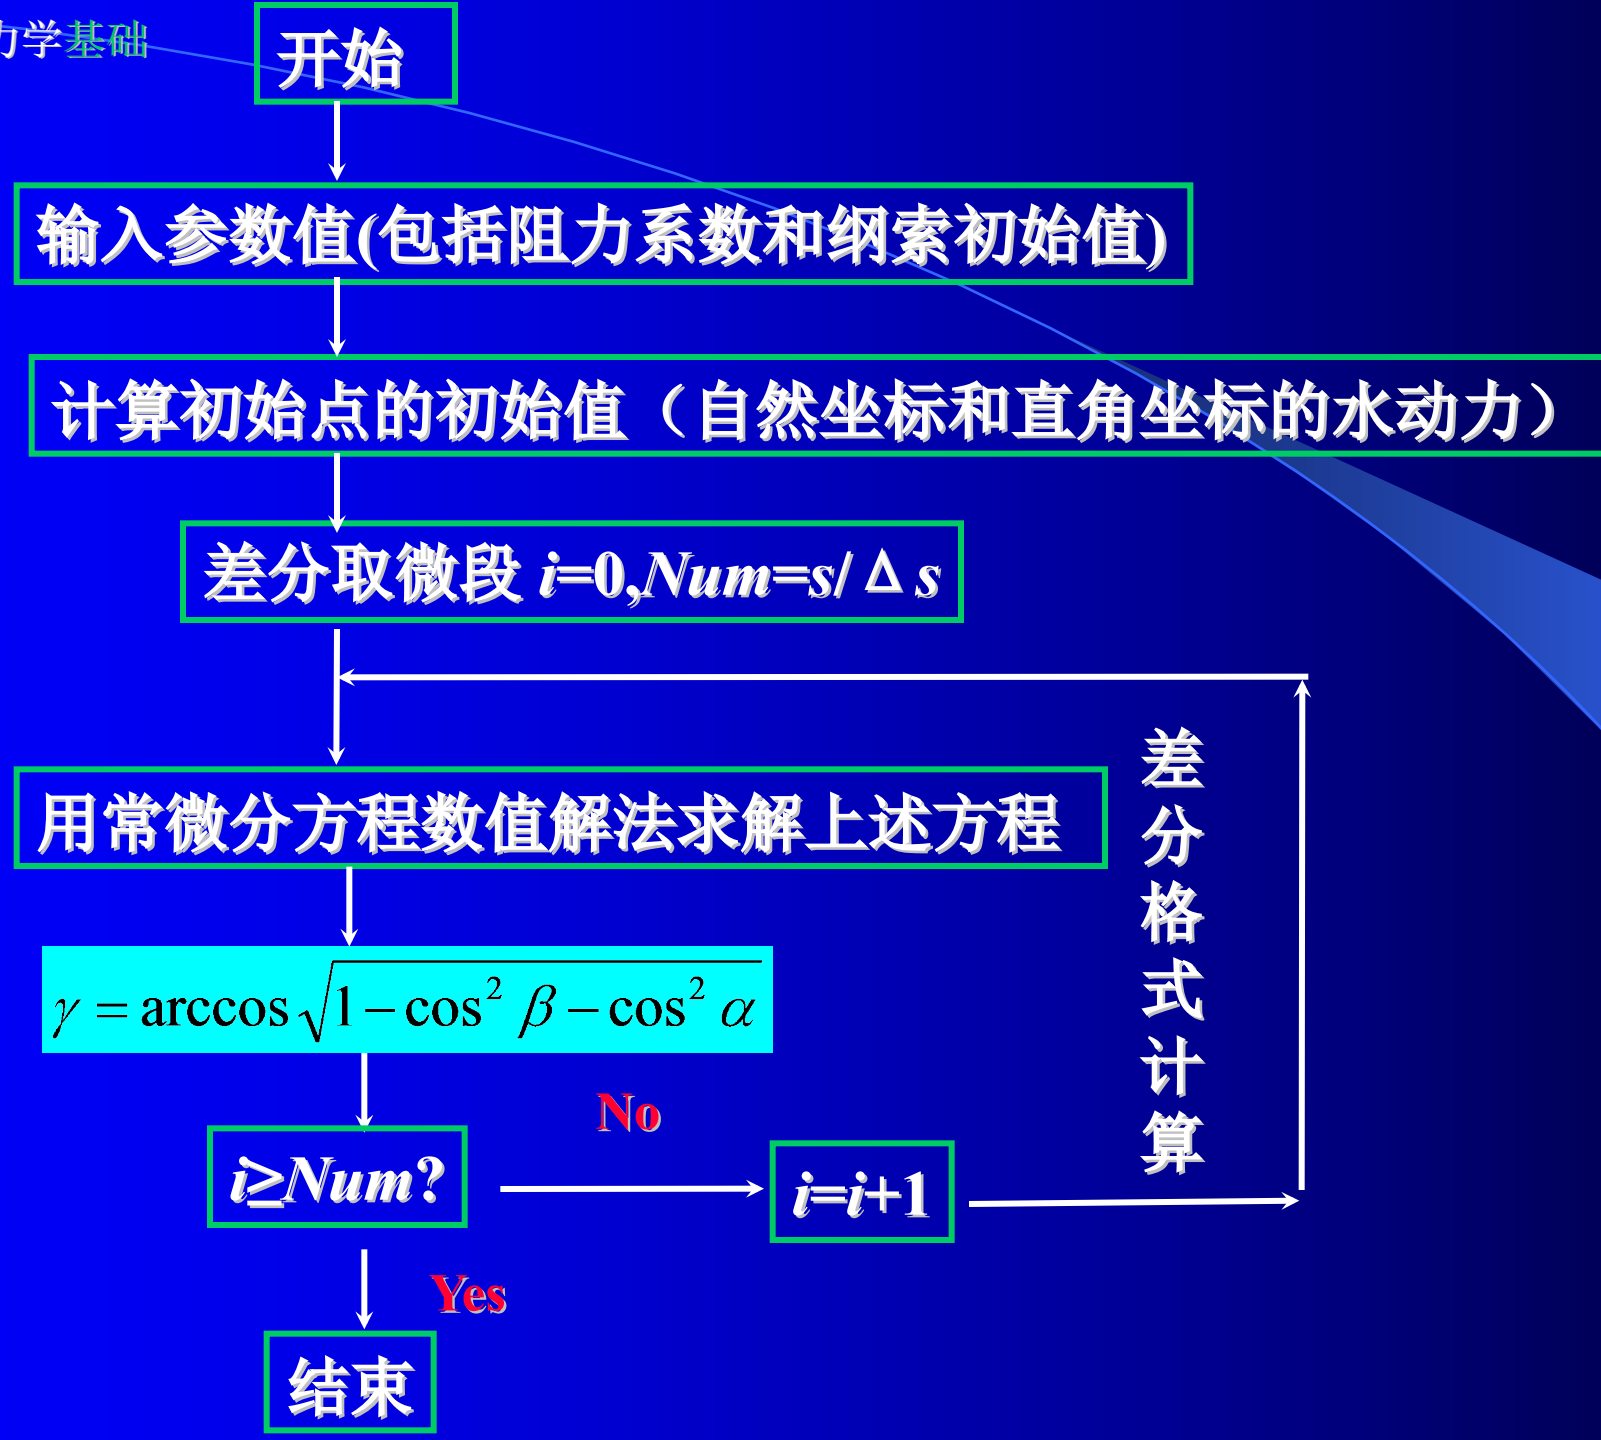 力学基础
开始
输入参数值(包括阻力系数和纲索初始值)
计算初始点的初始值（自然坐标和直角坐标的水动力）
差分取微段 i=0,Num=s/Δs
用常微分方程数值解法求解上述方程
差分格式计算
γ = arccos√(1−cos² β − cos² α)
No
i≥Num?
i=i+1
Yes
结束